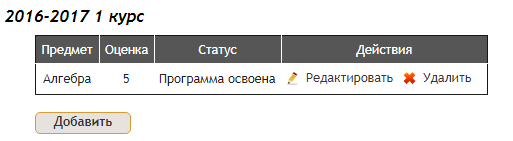 2016-2017 1 курс
Предмет Оценка Статус Действия
Алгебра 5 Программа освоена Редактировать Удалить
Добавить